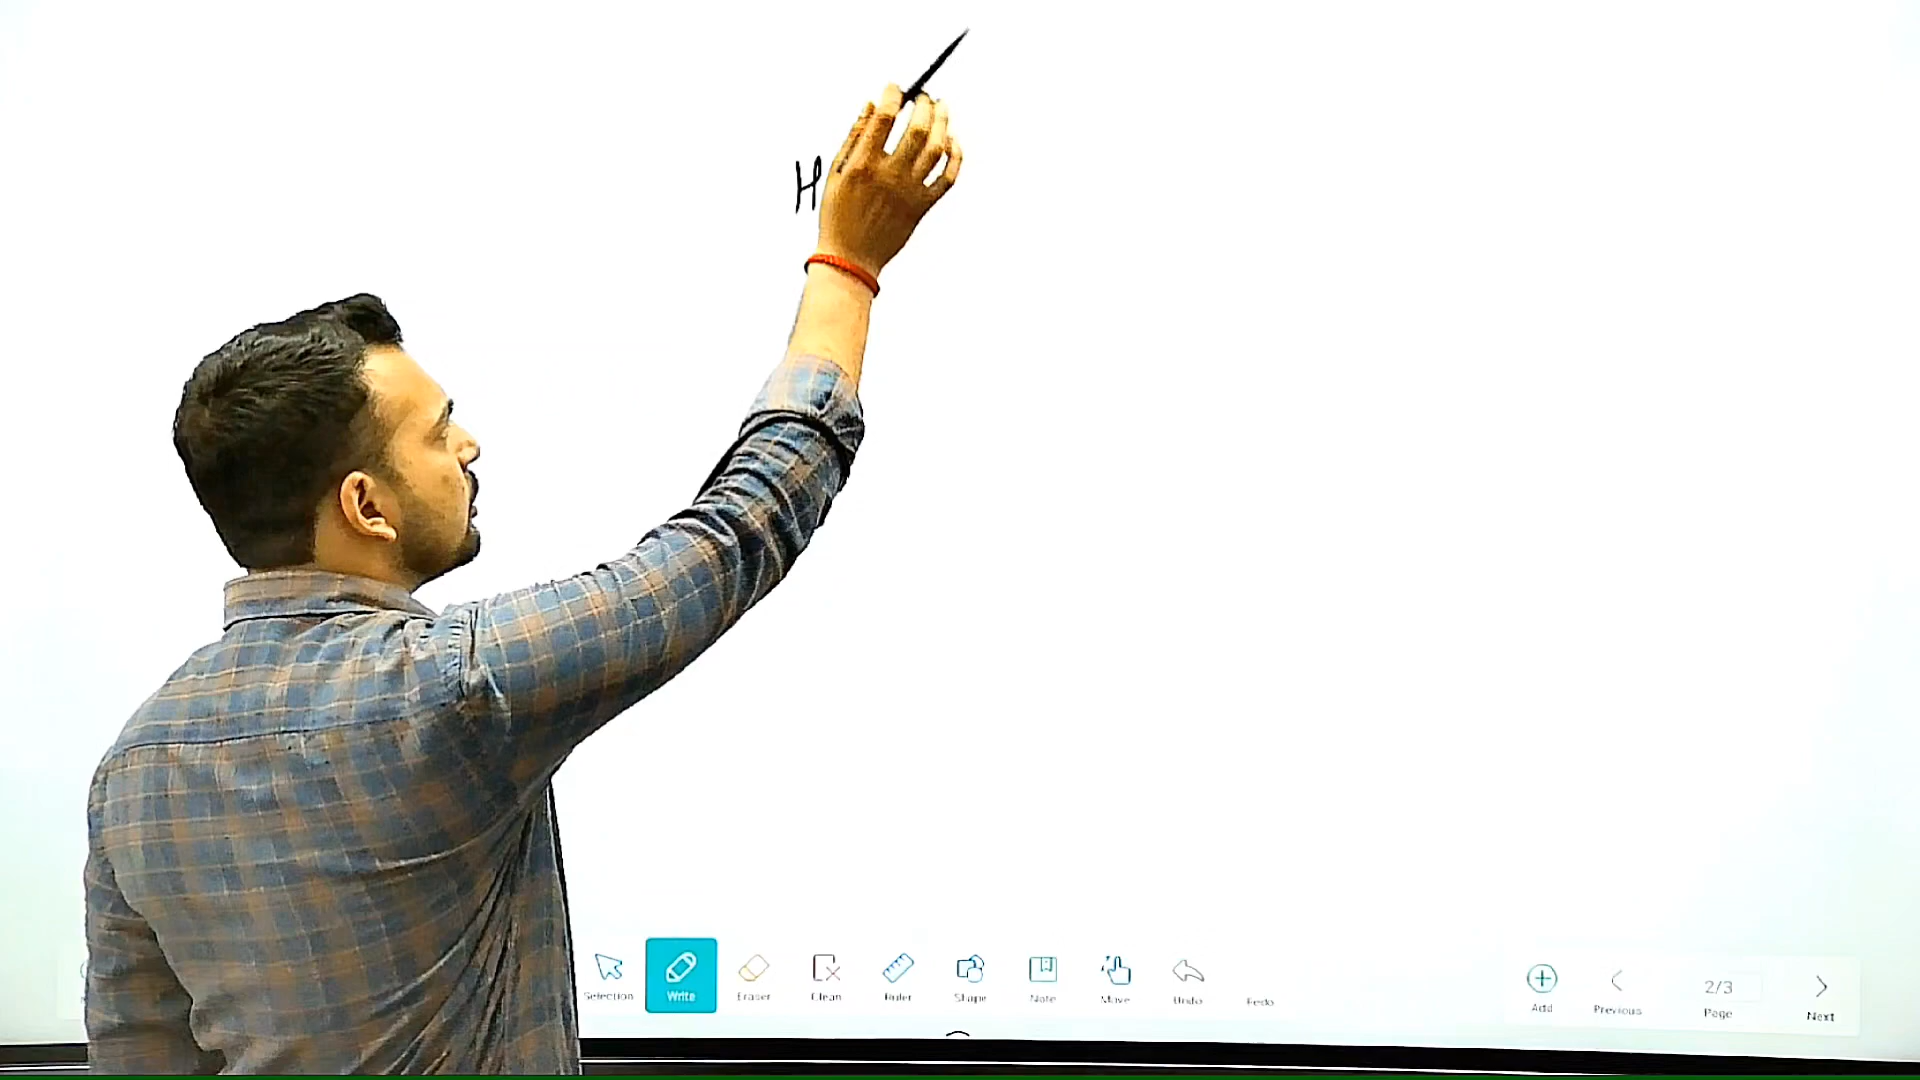 H
Selection Write Eraser Clean Ruler Shape Note Move Undo Redo
Add Previous 2/3 Page Next